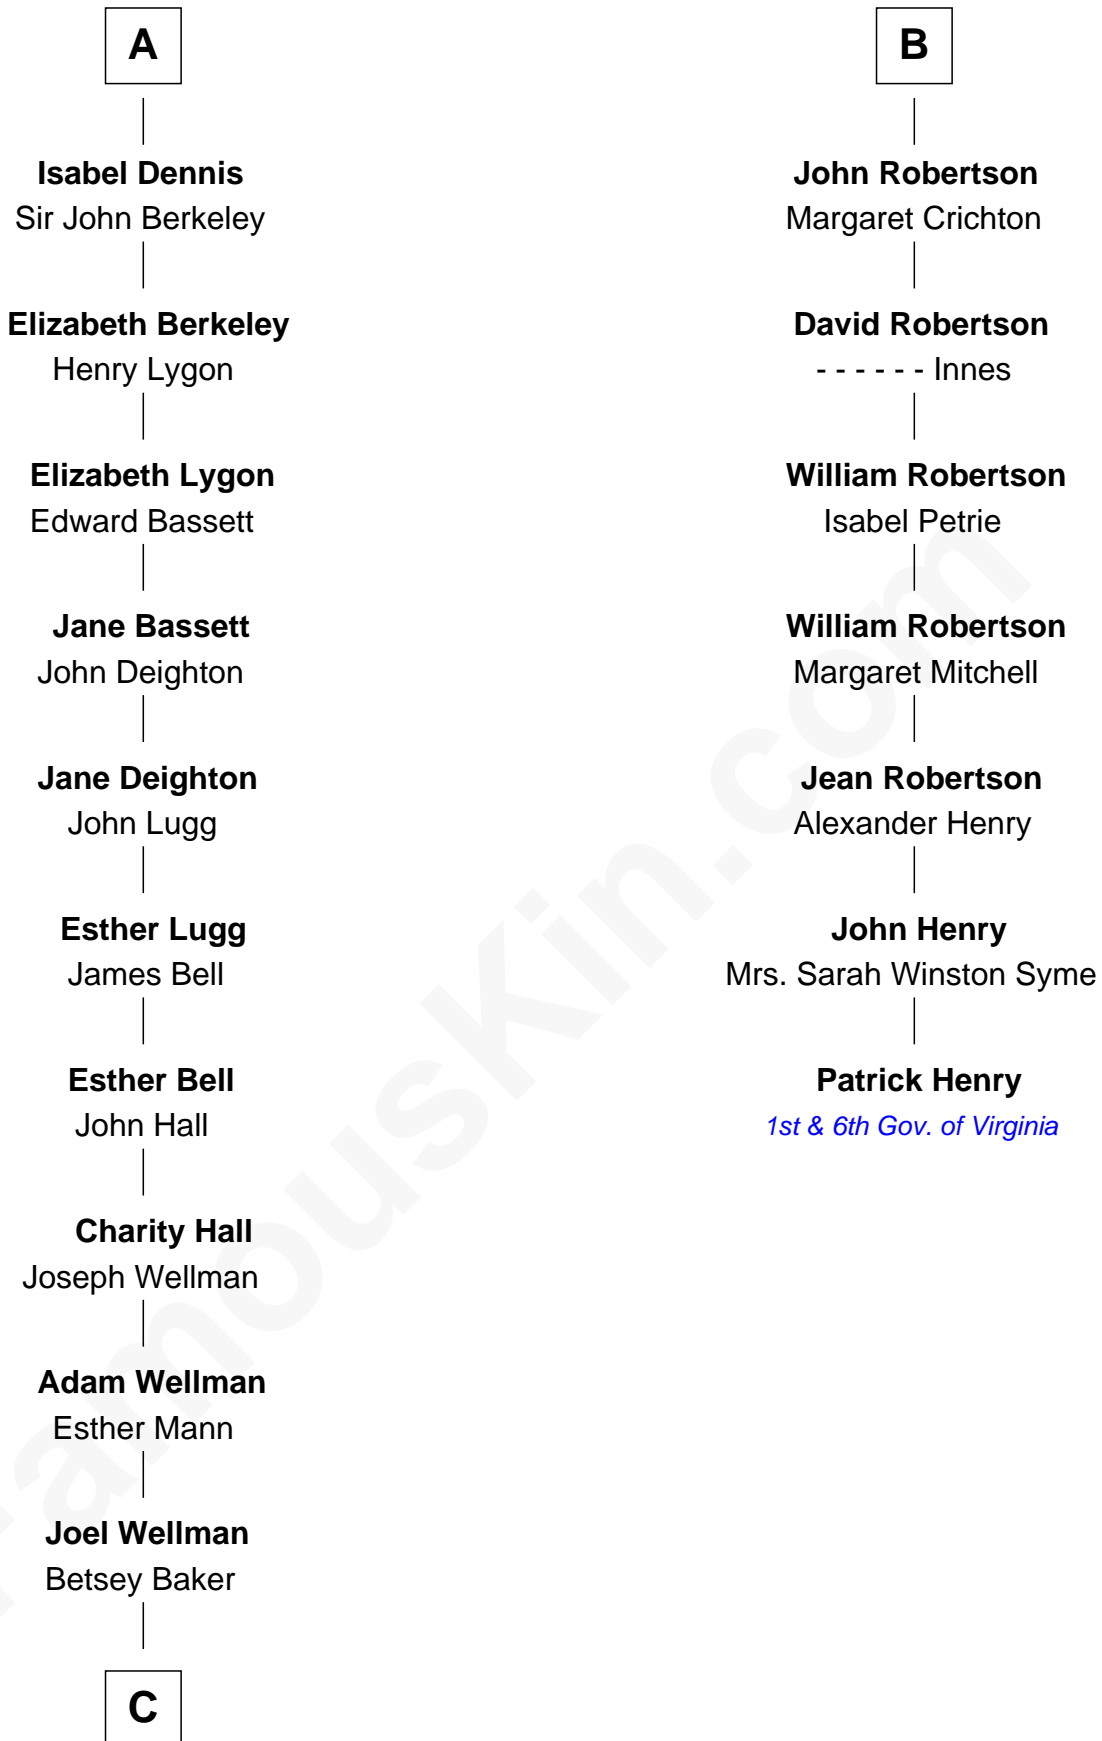 A
Isabel Dennis
Sir John Berkeley
Elizabeth Berkeley
Henry Lygon
Elizabeth Lygon
Edward Bassett
Jane Bassett
John Deighton
Jane Deighton
John Lugg
Esther Lugg
James Bell
Esther Bell
John Hall
Charity Hall
Joseph Wellman
Adam Wellman
Esther Mann
Joel Wellman
Betsey Baker
C
B
John Robertson
Margaret Crichton
David Robertson
- - - - - - Innes
William Robertson
Isabel Petrie
William Robertson
Margaret Mitchell
Jean Robertson
Alexander Henry
John Henry
Mrs. Sarah Winston Syme
Patrick Henry
1st & 6th Gov. of Virginia
FamousKin.com